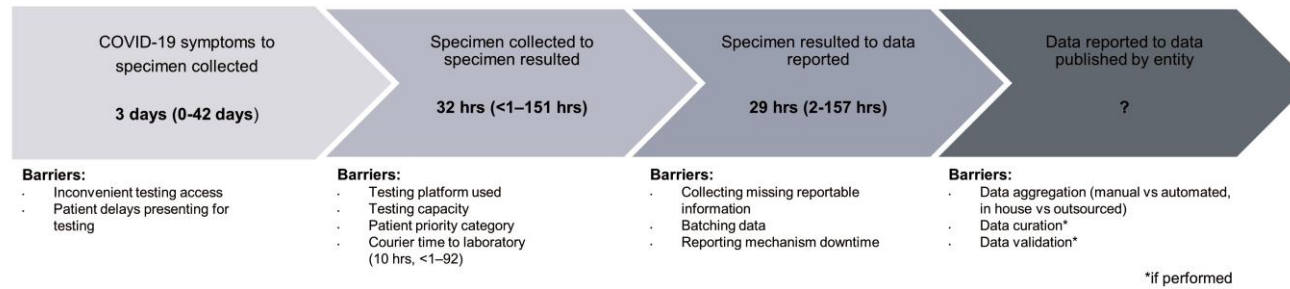 COVID-19 symptoms to
specimen collected
3 days (0-42 days)
Specimen collected to
specimen resulted
32 hrs (<1–151 hrs)
Specimen resulted to data
reported
29 hrs (2-157 hrs)
Data reported to data
published by entity
?
Barriers:
· Inconvenient testing access
· Patient delays presenting for
testing
Barriers:
· Testing platform used
· Testing capacity
· Patient priority category
· Courier time to laboratory
(10 hrs, <1–92)
Barriers:
· Collecting missing reportable
information
· Batching data
· Reporting mechanism downtime
Barriers:
· Data aggregation (manual vs automated,
in house vs outsourced)
· Data curation*
· Data validation*
*if performed